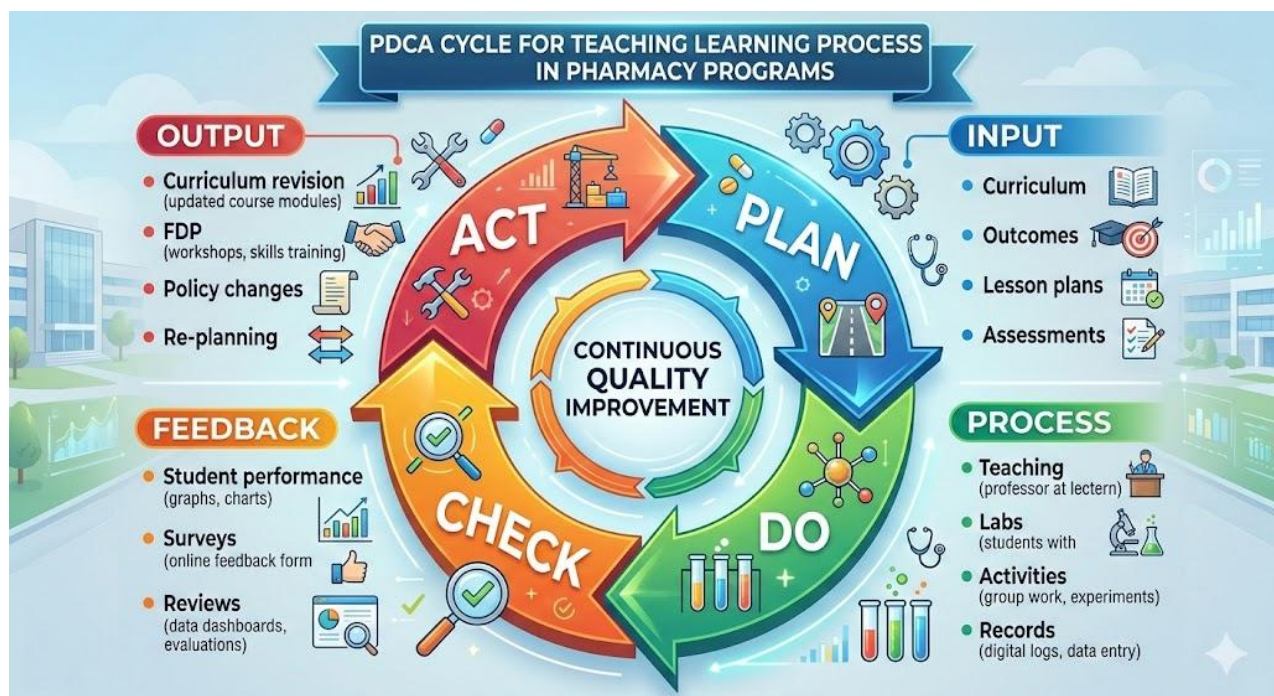 PDCA CYCLE FOR TEACHING LEARNING PROCESS
IN PHARMACY PROGRAMS
OUTPUT
• Curriculum revision
(updated course modules)
• FDP
(workshops, skills training)
• Policy changes
• Re-planning
INPUT
• Curriculum
• Outcomes
• Lesson plans
• Assessments
ACT
PLAN
CONTINUOUS
QUALITY
IMPROVEMENT
CHECK
DO
FEEDBACK
• Student performance
(graphs, charts)
• Surveys
(online feedback form
• Reviews
(data dashboards,
evaluations)
PROCESS
• Teaching
(professor at lectern)
• Labs
(students with
• Activities
(group work, experiments)
• Records
(digital logs, data entry)